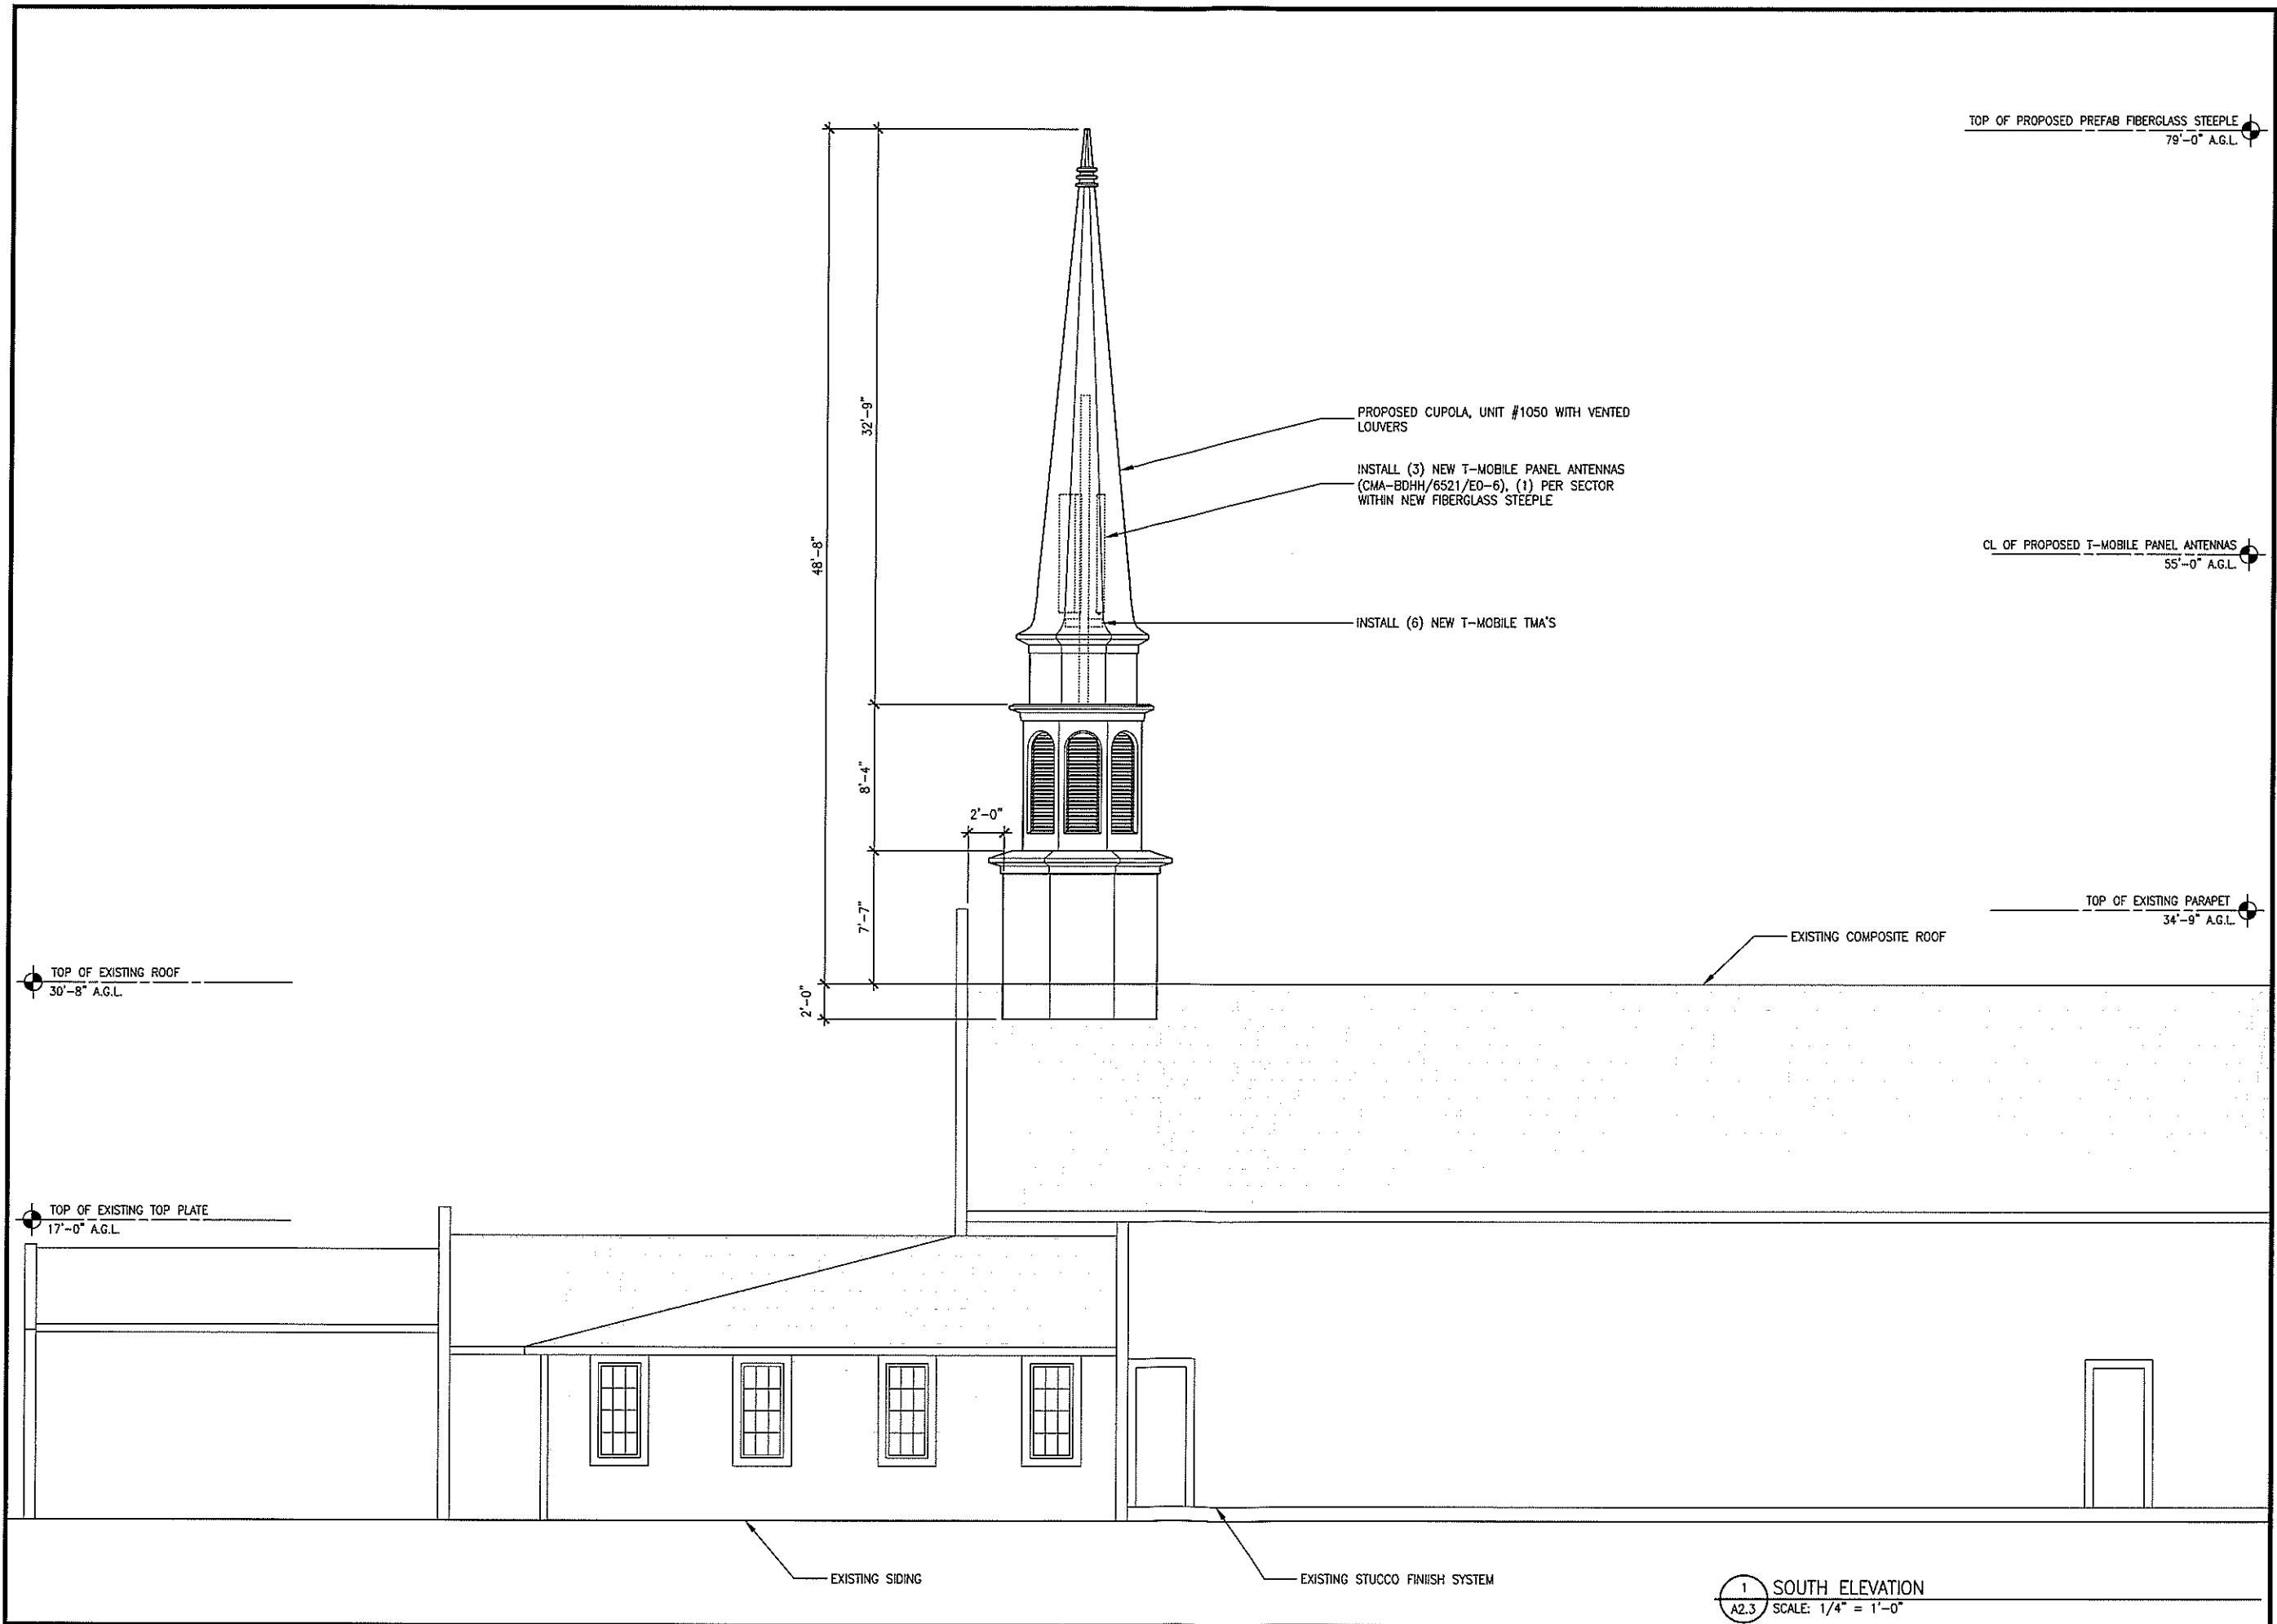 TOP OF PROPOSED PREFAB FIBERGLASS STEEPLE
79'-0" A.G.L.
32'-9"
48'-8"
PROPOSED CUPOLA, UNIT #1050 WITH VENTED
LOUVERS
INSTALL (3) NEW T-MOBILE PANEL ANTENNAS
(CMA-BDHH/6521/E0-6), (1) PER SECTOR
WITHIN NEW FIBERGLASS STEEPLE
CL OF PROPOSED T-MOBILE PANEL ANTENNAS
55'-0" A.G.L.
INSTALL (6) NEW T-MOBILE TMA'S
8'-4"
2'-0"
7'-7"
TOP OF EXISTING PARAPET
34'-9" A.G.L.
EXISTING COMPOSITE ROOF
TOP OF EXISTING ROOF
30'-8" A.G.L.
2'-0"
TOP OF EXISTING TOP PLATE
17'-0" A.G.L.
EXISTING SIDING
EXISTING STUCCO FINIISH SYSTEM
1
A2.3
SOUTH ELEVATION
SCALE: 1/4" = 1'-0"